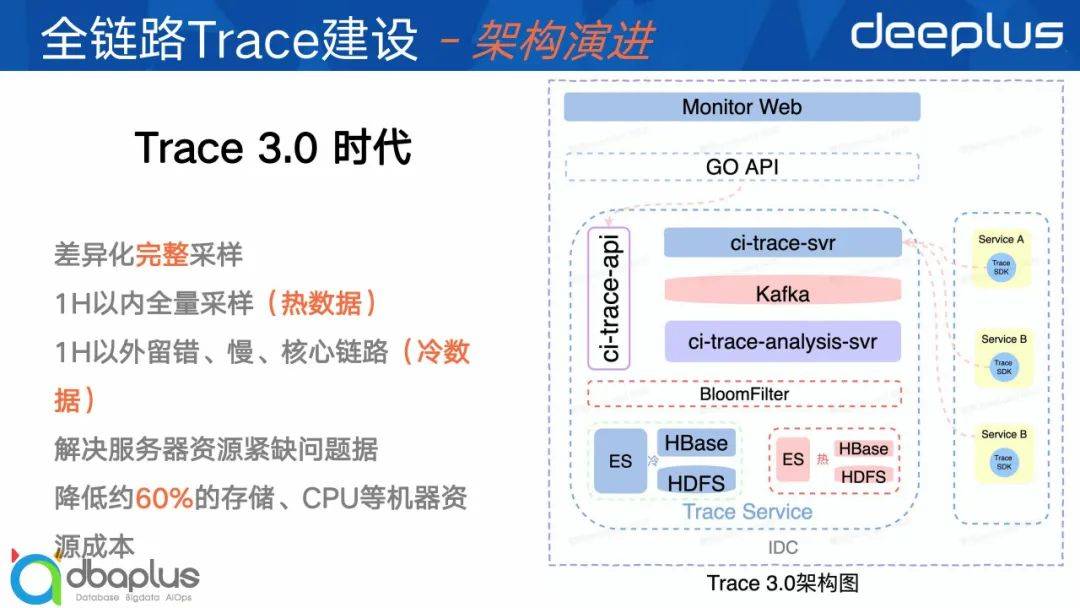 全链路Trace建设 - 架构演进
deeplus
Trace 3.0 时代
差异化完整采样
1H以内全量采样（热数据）
1H以外留错、慢、核心链路（冷数
据）
解决服务器资源紧缺问题据
降低约60%的存储、CPU等机器资
源成本
dbaplus
Database Bigdata AIOps
Monitor Web
GO API
ci-trace-api
ci-trace-svr
Kafka
ci-trace-analysis-svr
BloomFilter
ES
冷
HBase
HDFS
ES
热
HBase
HDFS
Trace Service
IDC
Service A
Trace
SDK
Service B
Trace
SDK
Service B
Trace
SDK
Trace 3.0架构图